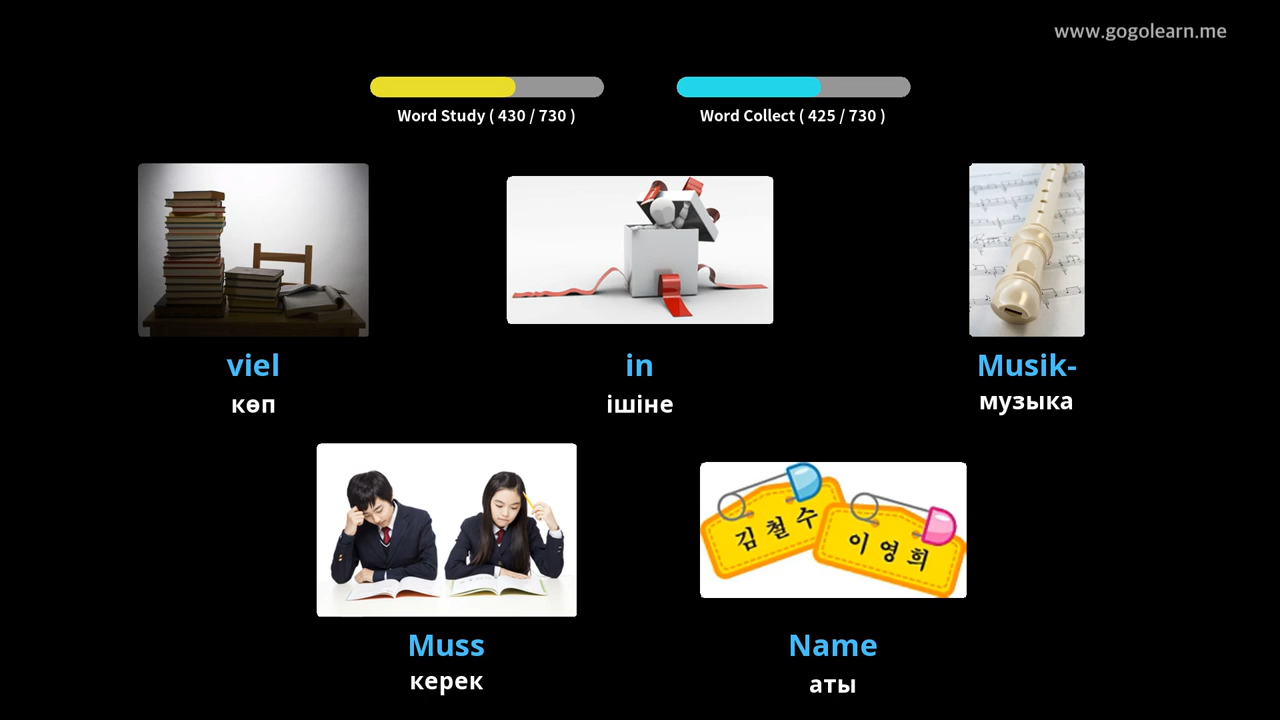 www.gogolearn.me
Word Study ( 430 / 730 )
Word Collect ( 425 / 730 )
viel
көп
in
ішіне
Musik-
музыка
김철수
이영희
Muss
керек
Name
аты